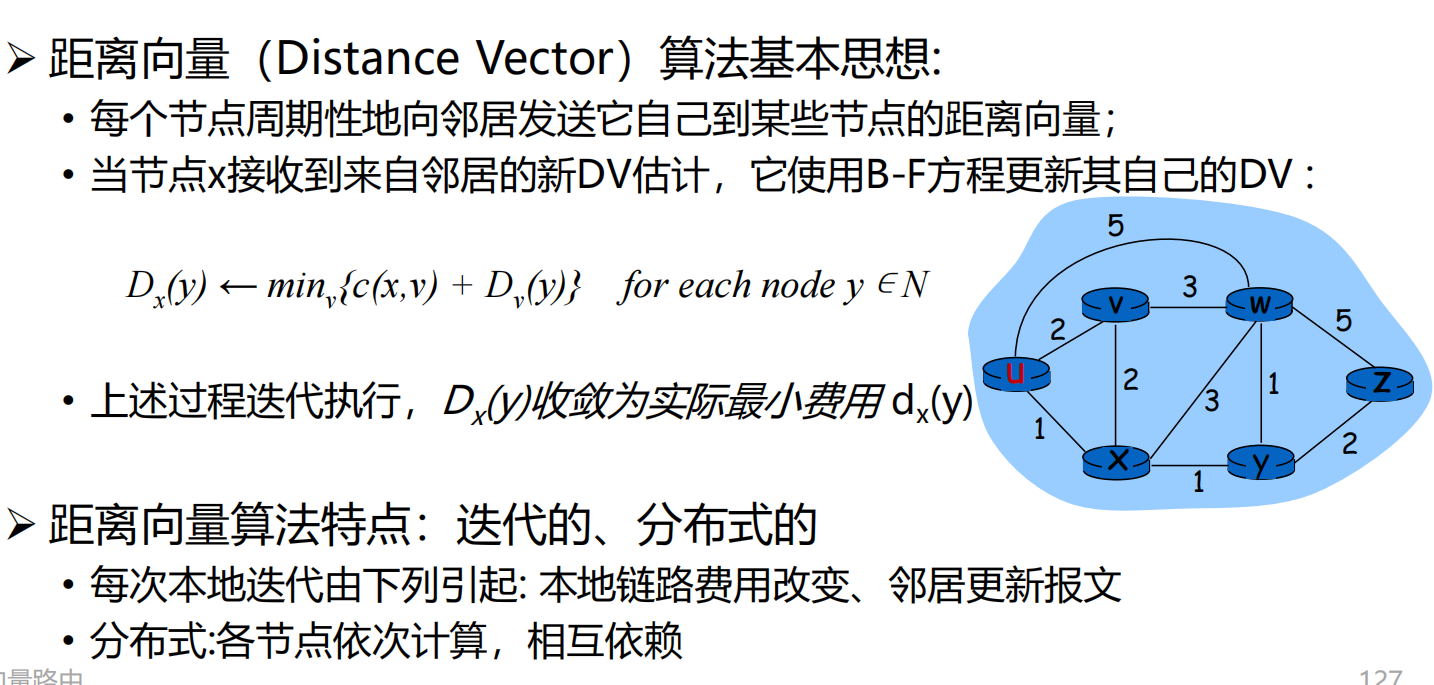 ➢ 距离向量（Distance Vector）算法基本思想:
• 每个节点周期性地向邻居发送它自己到某些节点的距离向量；
• 当节点x接收到来自邻居的新DV估计，它使用B-F方程更新其自己的DV：
Dx(y) ← minv{c(x,v) + Dv(y)} for each node y ∈ N
5
v
3
w
2
5
u
2
3
1
z
1
x
1
y
2
• 上述过程迭代执行，Dx(y)收敛为实际最小费用 dx(y)
➢ 距离向量算法特点：迭代的、分布式的
• 每次本地迭代由下列引起: 本地链路费用改变、邻居更新报文
• 分布式:各节点依次计算，相互依赖
量路由
127